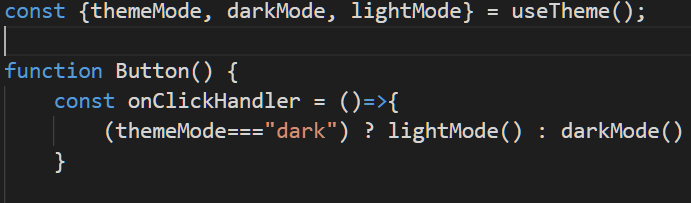 const {themeMode, darkMode, lightMode} = useTheme();
function Button() {
const onClickHandler = ()=>{
(themeMode==="dark") ? lightMode() : darkMode()
}